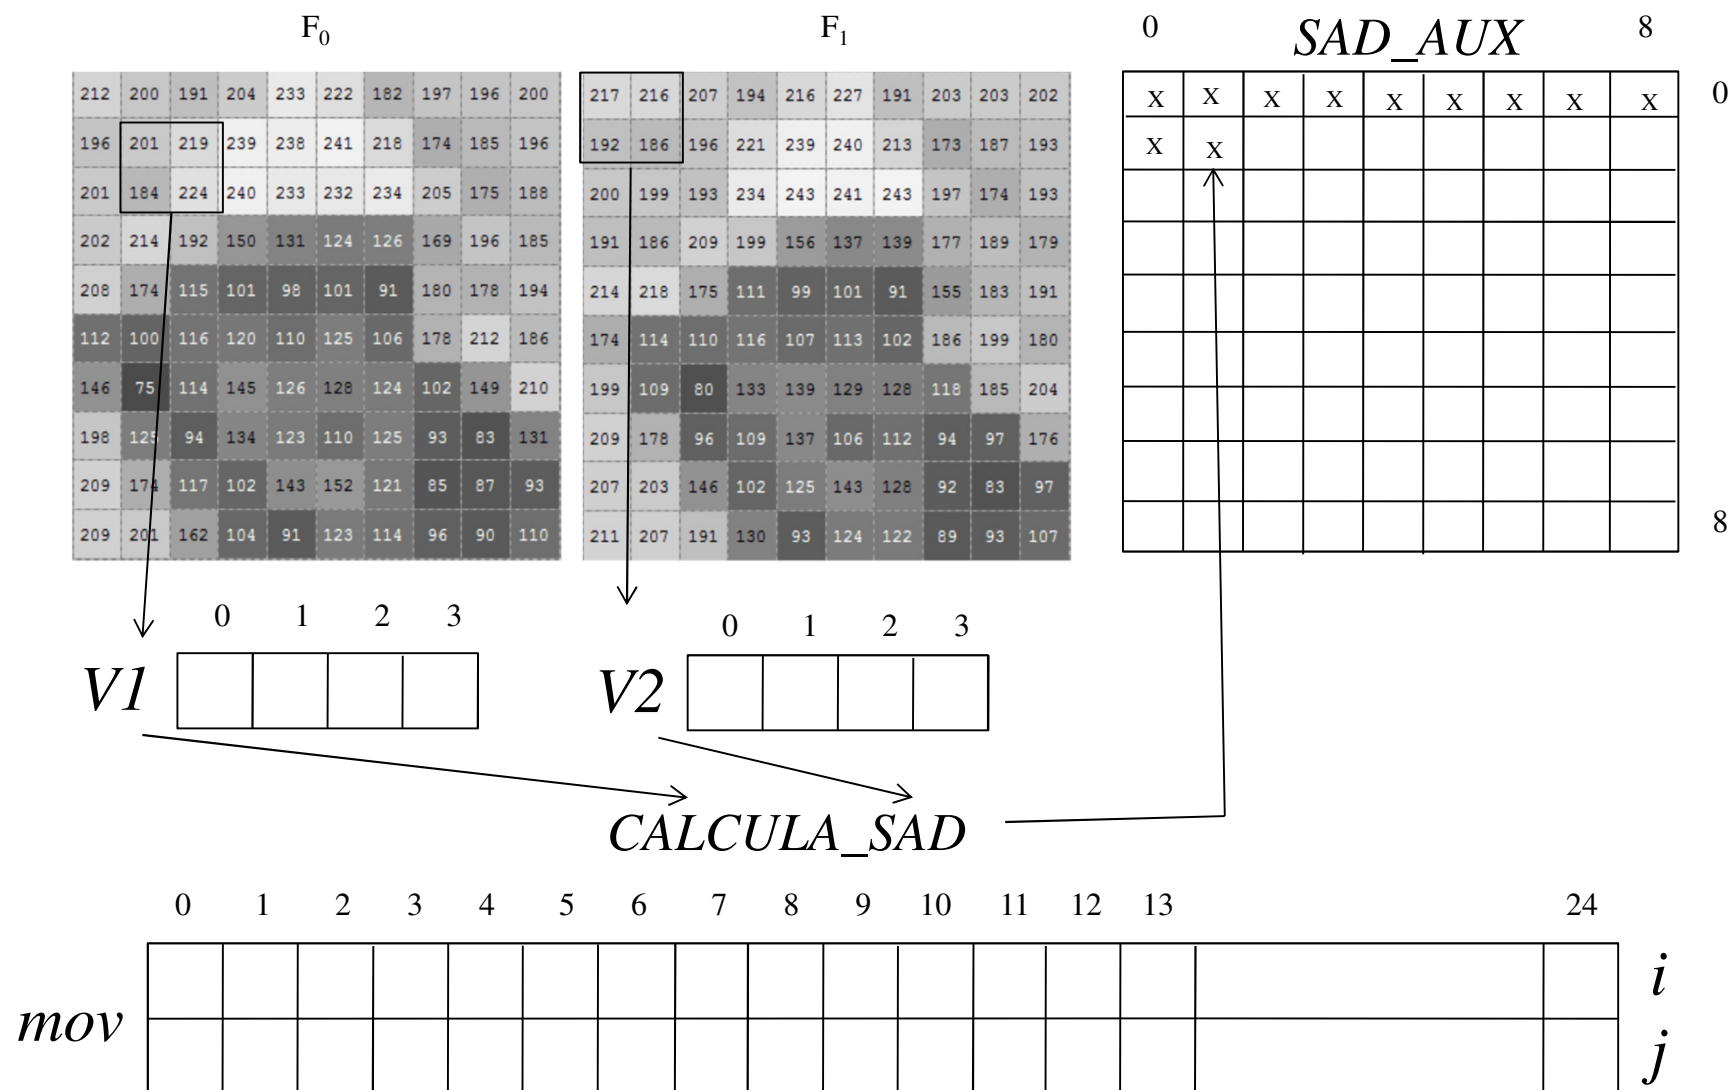 F0 F1 0 SAD_AUX 8
212 200 191 204 233 222 182 197 196 200
196 201 219 239 238 241 218 174 185 196
201 184 224 240 233 232 234 205 175 188
202 214 192 150 131 124 126 169 196 185
208 174 115 101 98 101 91 180 178 194
112 100 116 120 110 125 106 178 212 186
146 75 114 145 126 128 124 102 149 210
198 125 94 134 123 110 125 93 83 131
209 174 117 102 143 152 121 85 87 93
209 201 162 104 91 123 114 96 90 110
217 216 207 194 216 227 191 203 203 202
192 186 196 221 239 240 213 173 187 193
200 199 193 234 243 241 243 197 174 193
191 186 209 199 156 137 139 177 189 179
214 218 175 111 99 101 91 155 183 191
174 114 110 116 107 113 102 186 199 180
199 109 80 133 139 129 128 118 185 204
209 178 96 109 137 106 112 94 97 176
207 203 146 102 125 143 128 92 83 97
211 207 191 130 93 124 122 89 93 107
x x x x x x x x x 0
x x
8
0 1 2 3
V1
0 1 2 3
V2
CALCULA_SAD
0 1 2 3 4 5 6 7 8 9 10 11 12 13 24
i
mov
j